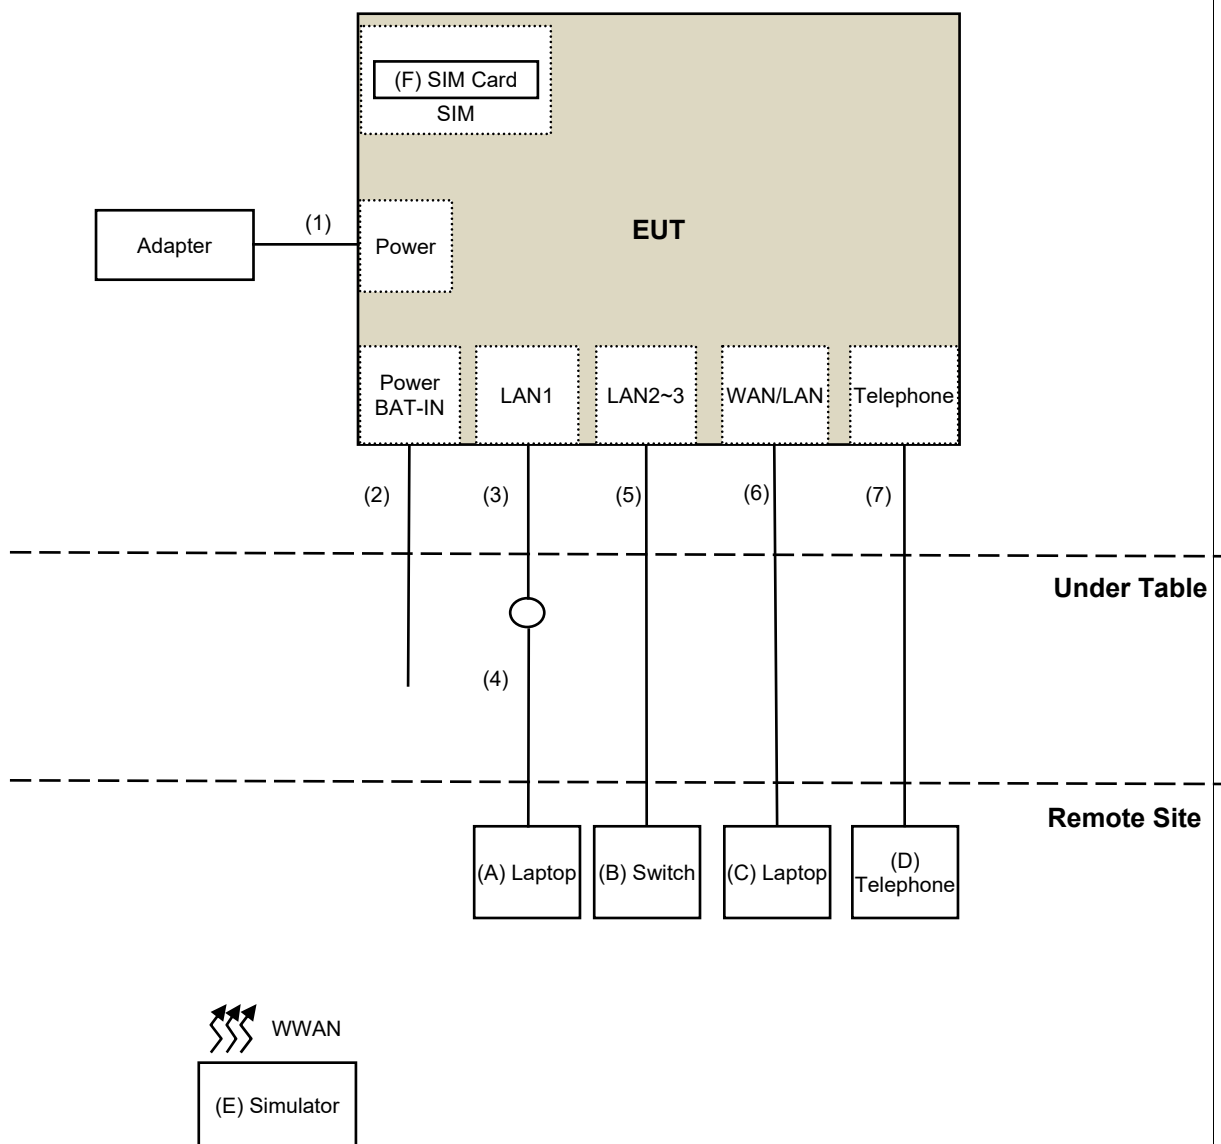 (F) SIM Card
SIM
(1)
Adapter
Power
EUT
Power
BAT-IN
LAN1
LAN2~3
WAN/LAN
Telephone
(2)
(3)
(5)
(6)
(7)
Under Table
(4)
Remote Site
(A) Laptop
(B) Switch
(C) Laptop
(D)
Telephone
WWAN
(E) Simulator